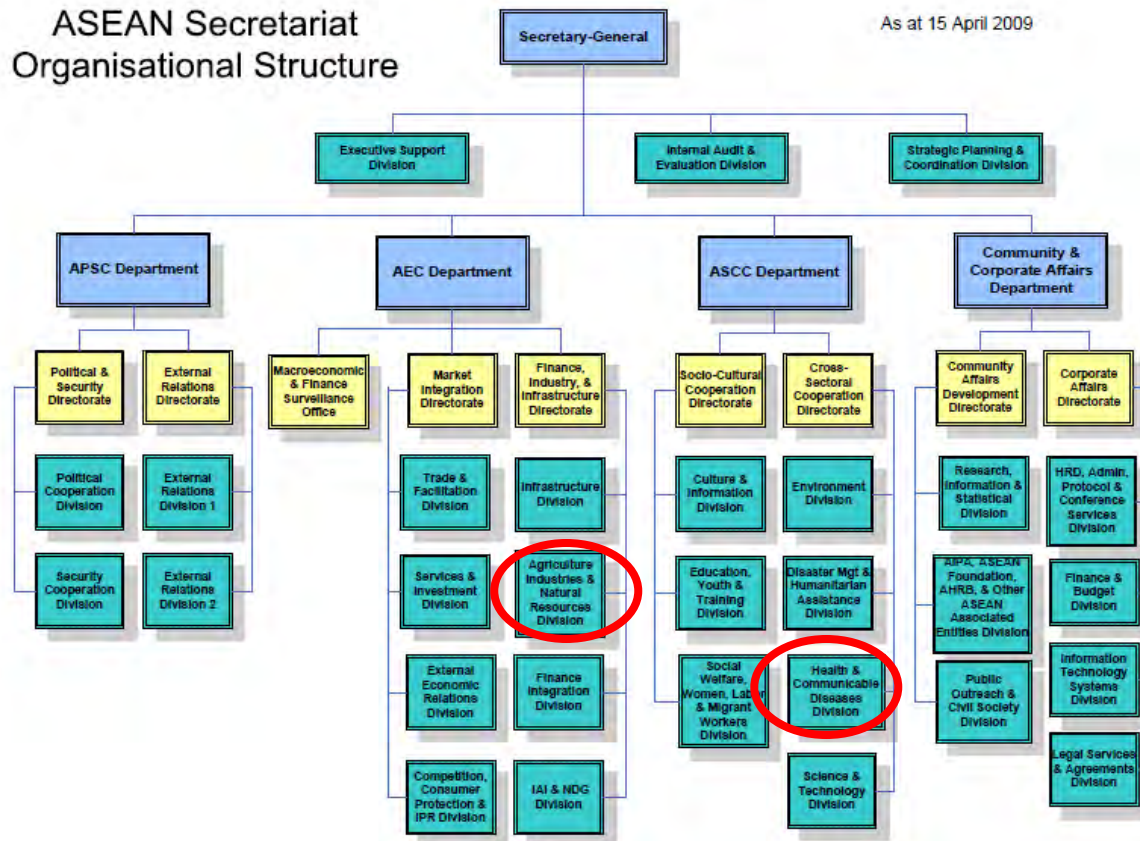 ASEAN Secretariat
Organisational Structure
As at 15 April 2009
Secretary-General
Executive Support
Division
Internal Audit &
Evaluation Division
Strategic Planning &
Coordination Division
APSC Department
AEC Department
ASCC Department
Community &
Corporate Affairs
Department
Political &
Security
Directorate
External
Relations
Directorate
Macroeconomic
& Finance
Surveillance
Office
Market
Integration
Directorate
Finance,
Industry, &
Infrastructure
Directorate
Socio-Cultural
Cooperation
Directorate
Cross-
Sectoral
Cooperation
Directorate
Community
Affairs
Development
Directorate
Corporate
Affairs
Directorate
Political
Cooperation
Division
External
Relations
Division 1
Trade &
Facilitation
Division
Infrastructure
Division
Culture &
Information
Division
Environment
Division
Research,
Information &
Statistical
Division
HRD, Admin,
Protocol &
Conference
Services
Division
Security
Cooperation
Division
External
Relations
Division 2
Services &
Investment
Division
Agriculture
Industries &
Natural
Resources
Division
Education,
Youth &
Training
Division
Disaster Mgt &
Humanitarian
Assistance
Division
AIPA, ASEAN
Foundation,
AHRB, & Other
ASEAN
Associated
Entities Division
Finance &
Budget
Division
External
Economic
Relations
Division
Finance
Integration
Division
Social
Welfare,
Women, Labor
& Migrant
Workers
Division
Health &
Communicable
Diseases
Division
Public
Outreach &
Civil Society
Division
Information
Technology
Systems
Division
Competition,
Consumer
Protection &
IPR Division
IAI & NDG
Division
Science &
Technology
Division
Legal Services
& Agreements
Division